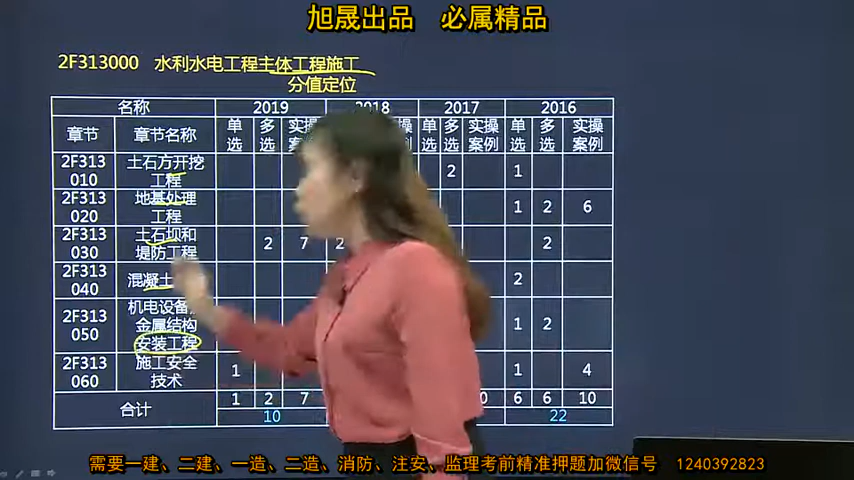 旭晟出品 必属精品
2F313000 水利水电工程主体工程施工
分值定位
名称 2019 2018 2017 2016
章节 章节名称 单选 多选 实操 单选 多选 实操案例 单选 多选 实操案例
2F313010 土石方开挖工程 2 1
2F313020 地基处理工程 1 2 6
2F313030 土石坝和堤防工程 2 7 2 2
2F313040 混凝土 2
2F313050 机电设备 金属结构安装工程 1 2
2F313060 施工安全技术 1 1 4
合计 1 2 7 0 6 6 10
10 22
需要一建、二建、一造、二造、消防、注安、监理考前精准押题加微信号 1240392823